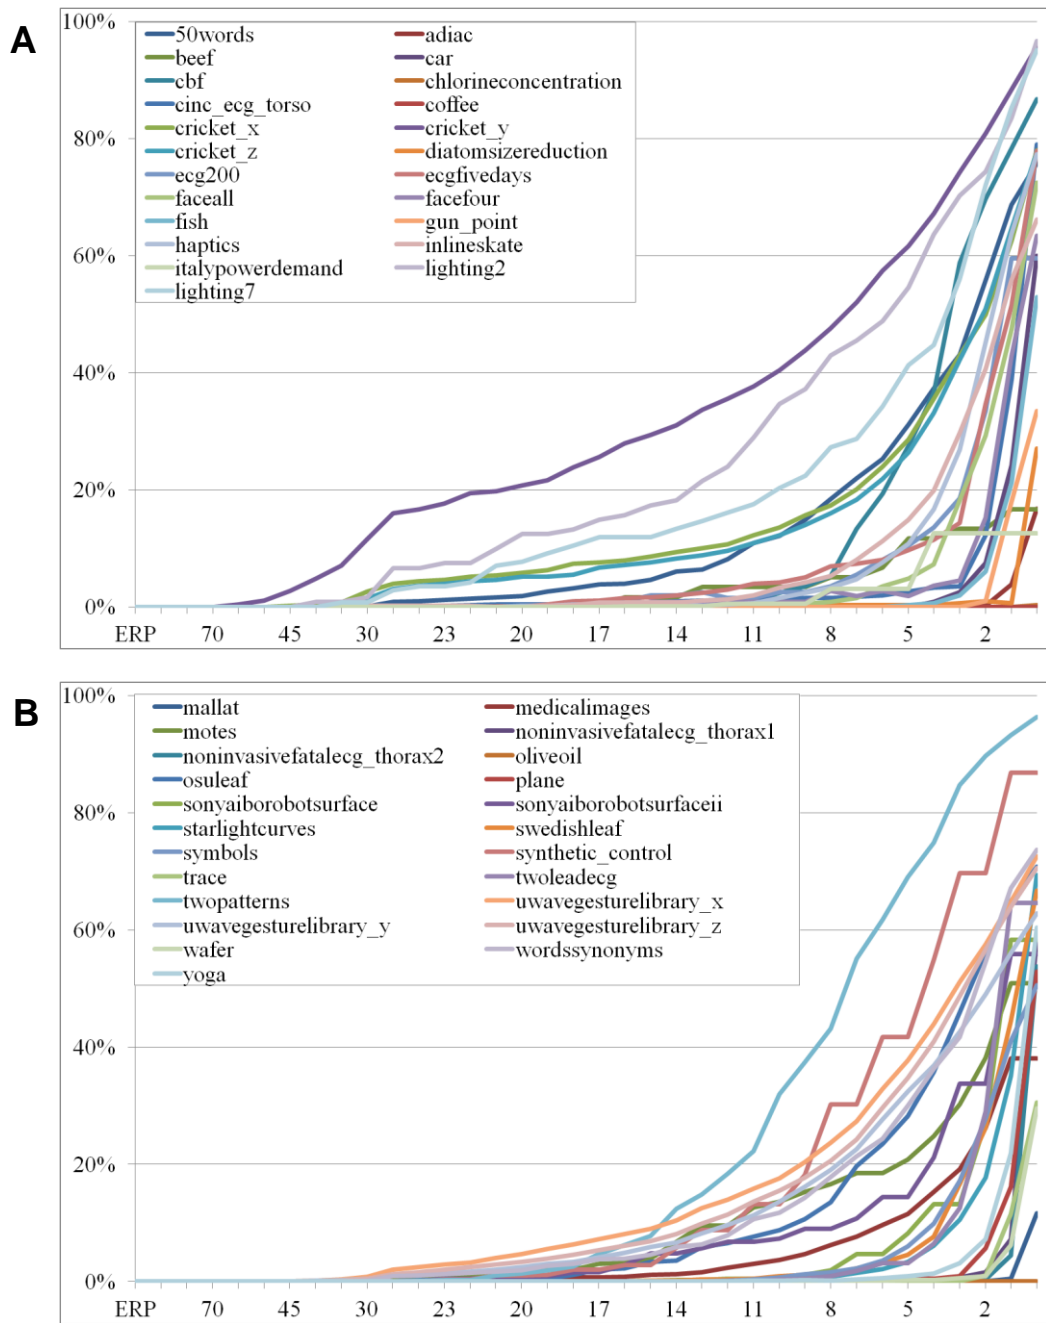 A
100%
80%
60%
40%
20%
0%
50words adiac
beef car
cbf chlorineconcentration
cinc_ecg_torso coffee
cricket_x cricket_y
cricket_z diatomsizereduction
ecg200 ecgfivedays
faceall facefour
fish gun_point
haptics inlineskate
italypowerdemand lighting2
lighting7
ERP 70 45 30 23 20 17 14 11 8 5 2
B
100%
80%
60%
40%
20%
0%
mallat medicalimages
motes noninvasivefatalecg_thorax1
noninvasivefatalecg_thorax2 oliveoil
osuleaf plane
sonyaiborobotsurface sonyaiborobotsurfaceii
starlightcurves swedishleaf
symbols synthetic_control
trace twoleadecg
twopatterns uwavegesturelibrary_x
uwavegesturelibrary_y uwavegesturelibrary_z
wafer wordssynonyms
yoga
ERP 70 45 30 23 20 17 14 11 8 5 2